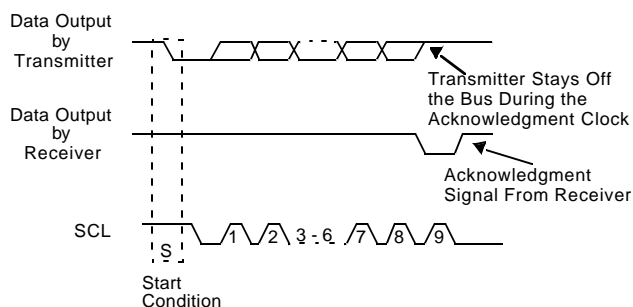 Data Output
by
Transmitter
Transmitter Stays Off
the Bus During the
Acknowledgment Clock
Data Output
by
Receiver
Acknowledgment
Signal From Receiver
SCL
S
1
2
3 - 6
7
8
9
Start
Condition